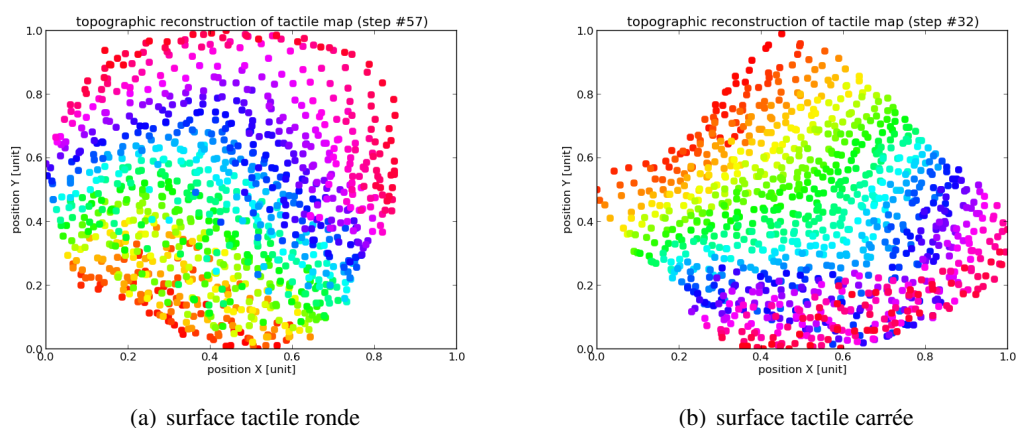 topographic reconstruction of tactile map (step #57)
1.0
0.8
0.6
0.4
0.2
0.0
position Y [unit]
0.0 0.2 0.4 0.6 0.8 1.0
position X [unit]
(a) surface tactile ronde
topographic reconstruction of tactile map (step #32)
1.0
0.8
0.6
0.4
0.2
0.0
position Y [unit]
0.0 0.2 0.4 0.6 0.8 1.0
position X [unit]
(b) surface tactile carrée